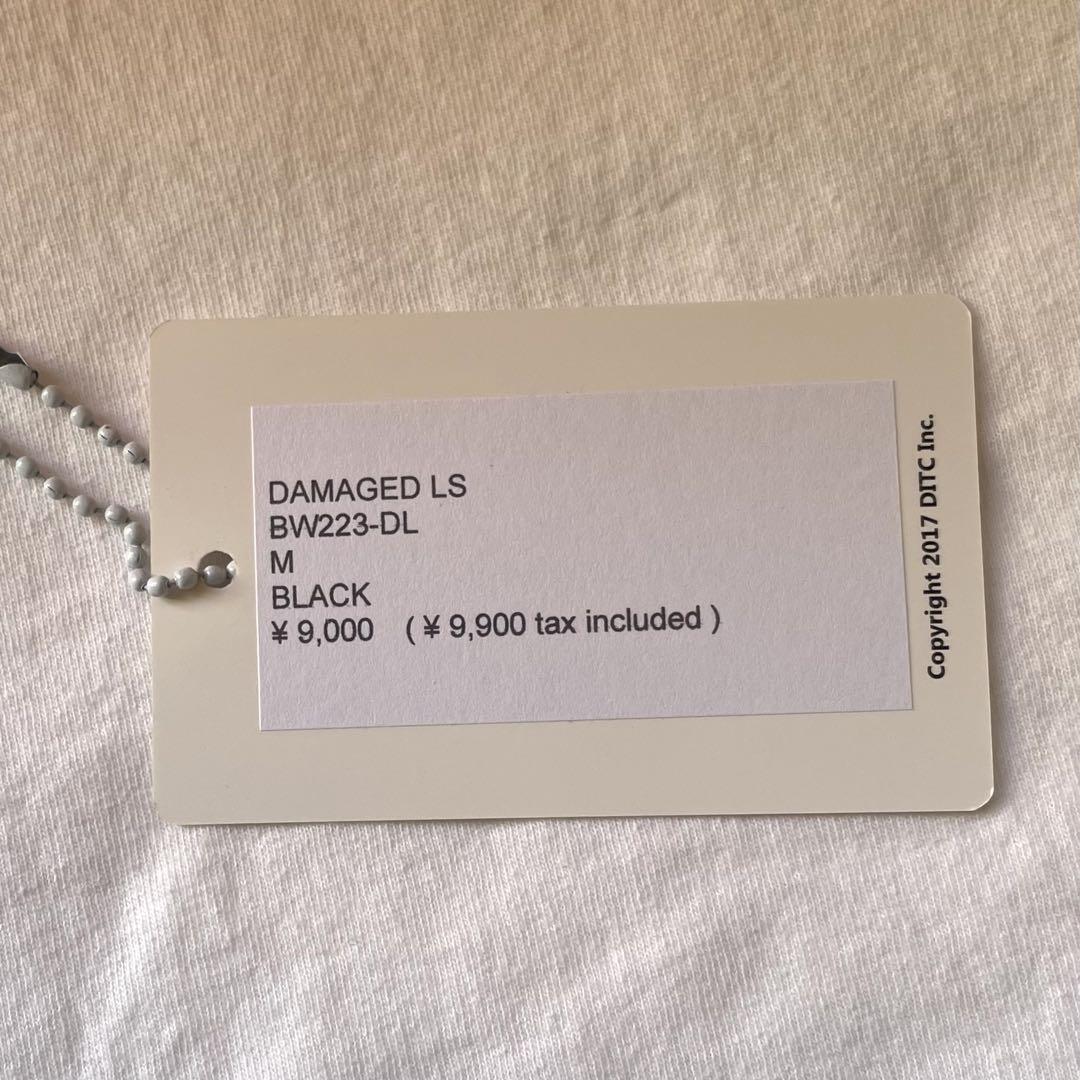 DAMAGED LS
BW223-DL
M
BLACK
¥ 9,000 (¥ 9,900 tax included )
Copyright 2017 DITC Inc.